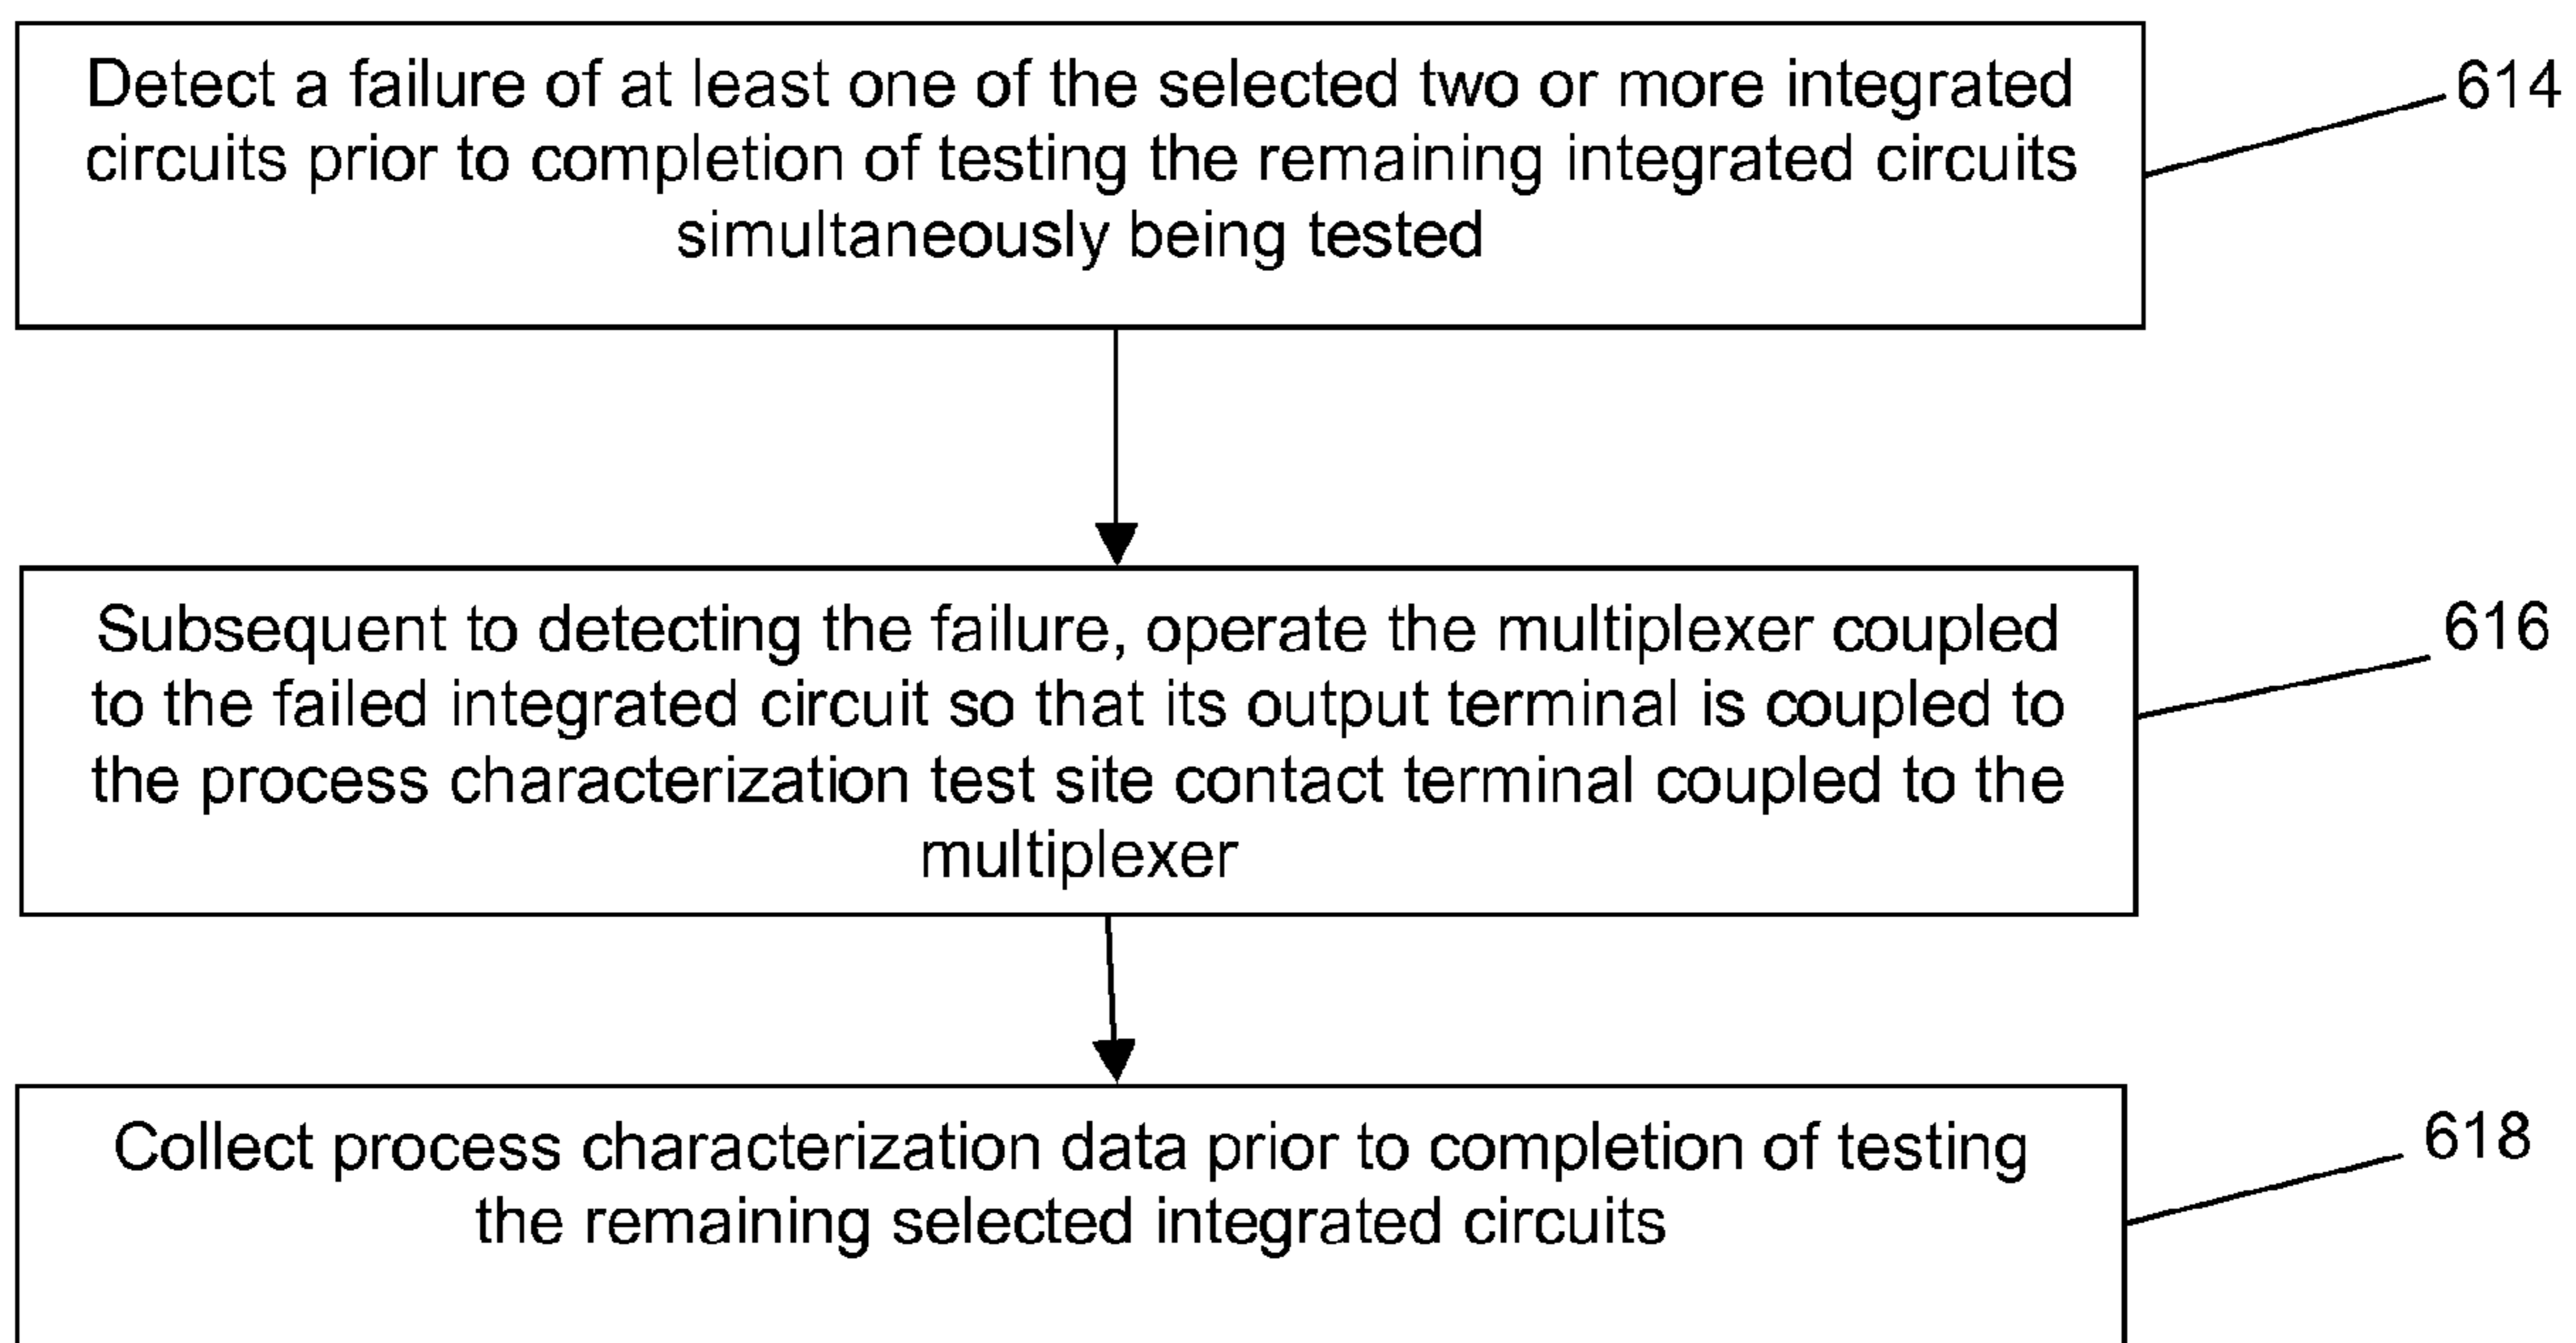 Detect a failure of at least one of the selected two or more integrated
circuits prior to completion of testing the remaining integrated circuits
simultaneously being tested
614
Subsequent to detecting the failure, operate the multiplexer coupled
to the failed integrated circuit so that its output terminal is coupled to
the process characterization test site contact terminal coupled to the
multiplexer
616
Collect process characterization data prior to completion of testing
the remaining selected integrated circuits
618